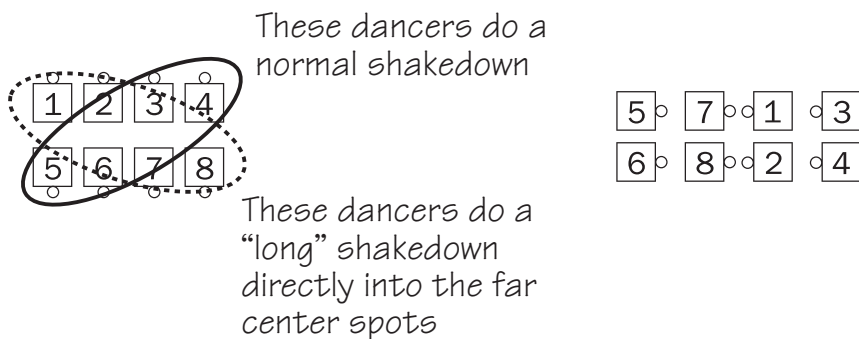 These dancers do a
normal shakedown
1 2 3 4
5 6 7 8
These dancers do a
“long” shakedown
directly into the far
center spots
5 7 1 3
6 8 2 4